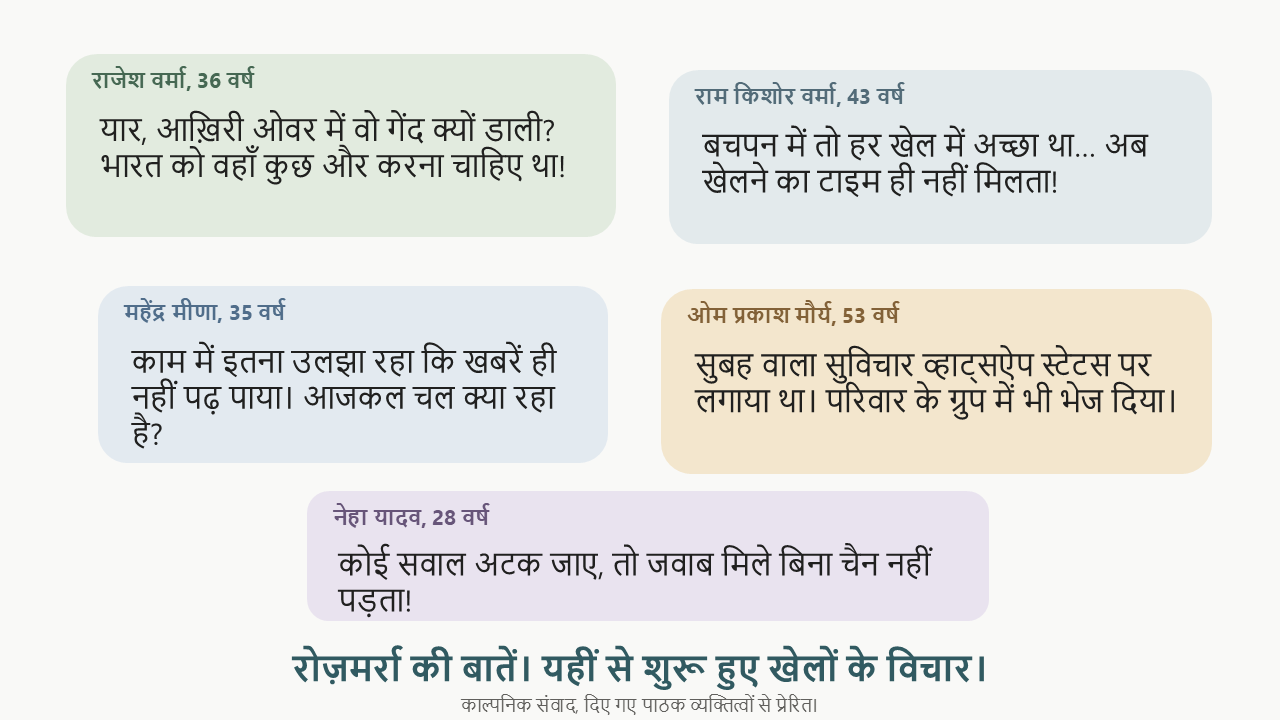 राजेश वर्मा, 36 वर्ष
यार, आख़िरी ओवर में वो गेंद क्यों डाली?
भारत को वहाँ कुछ और करना चाहिए था!
राम किशोर वर्मा, 43 वर्ष
बचपन में तो हर खेल में अच्छा था... अब
खेलने का टाइम ही नहीं मिलता!
महेंद्र मीणा, 35 वर्ष
काम में इतना उलझा रहा कि खबरें ही
नहीं पढ़ पाया। आजकल चल क्या रहा
है?
ओम प्रकाश मौर्य, 53 वर्ष
सुबह वाला सुविचार व्हाट्सऐप स्टेटस पर
लगाया था। परिवार के ग्रुप में भी भेज दिया।
नेहा यादव, 28 वर्ष
कोई सवाल अटक जाए, तो जवाब मिले बिना चैन नहीं
पड़ता!
रोज़मर्रा की बातें। यहीं से शुरू हुए खेलों के विचार।
काल्पनिक संवाद, दिए गए पाठक व्यक्तित्वों से प्रेरित।